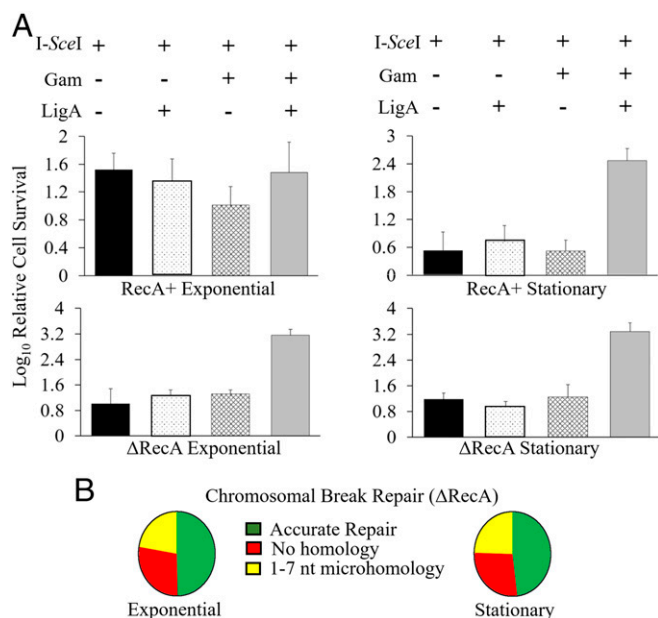 A
I-SceI + + + +
Gam - - + +
LigA - + - +
I-SceI + + + +
Gam - - + +
LigA - + - +
Log10 Relative Cell Survival
2
1.6
1.2
0.8
0.4
0
RecA+ Exponential
3
2.4
1.8
1.2
0.6
0
RecA+ Stationary
4
3.2
2.4
1.6
0.8
0
ΔRecA Exponential
4
3.2
2.4
1.6
0.8
0
ΔRecA Stationary
B
Chromosomal Break Repair (ΔRecA)
Accurate Repair
No homology
1-7 nt microhomology
Exponential
Stationary